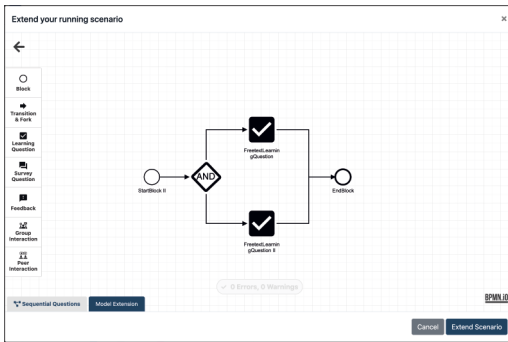 Extend your running scenario
×
Block
Transition
& Fork
Learning
Question
Survey
Question
Feedback
Group
Interaction
Peer
Interaction
StartBlock II
AND
FreetextLearnin
gQuestion
FreetextLearnin
gQuestion II
EndBlock
0 Errors, 0 Warnings
Sequential Questions
Model Extension
BPMN.iO
Cancel
Extend Scenario